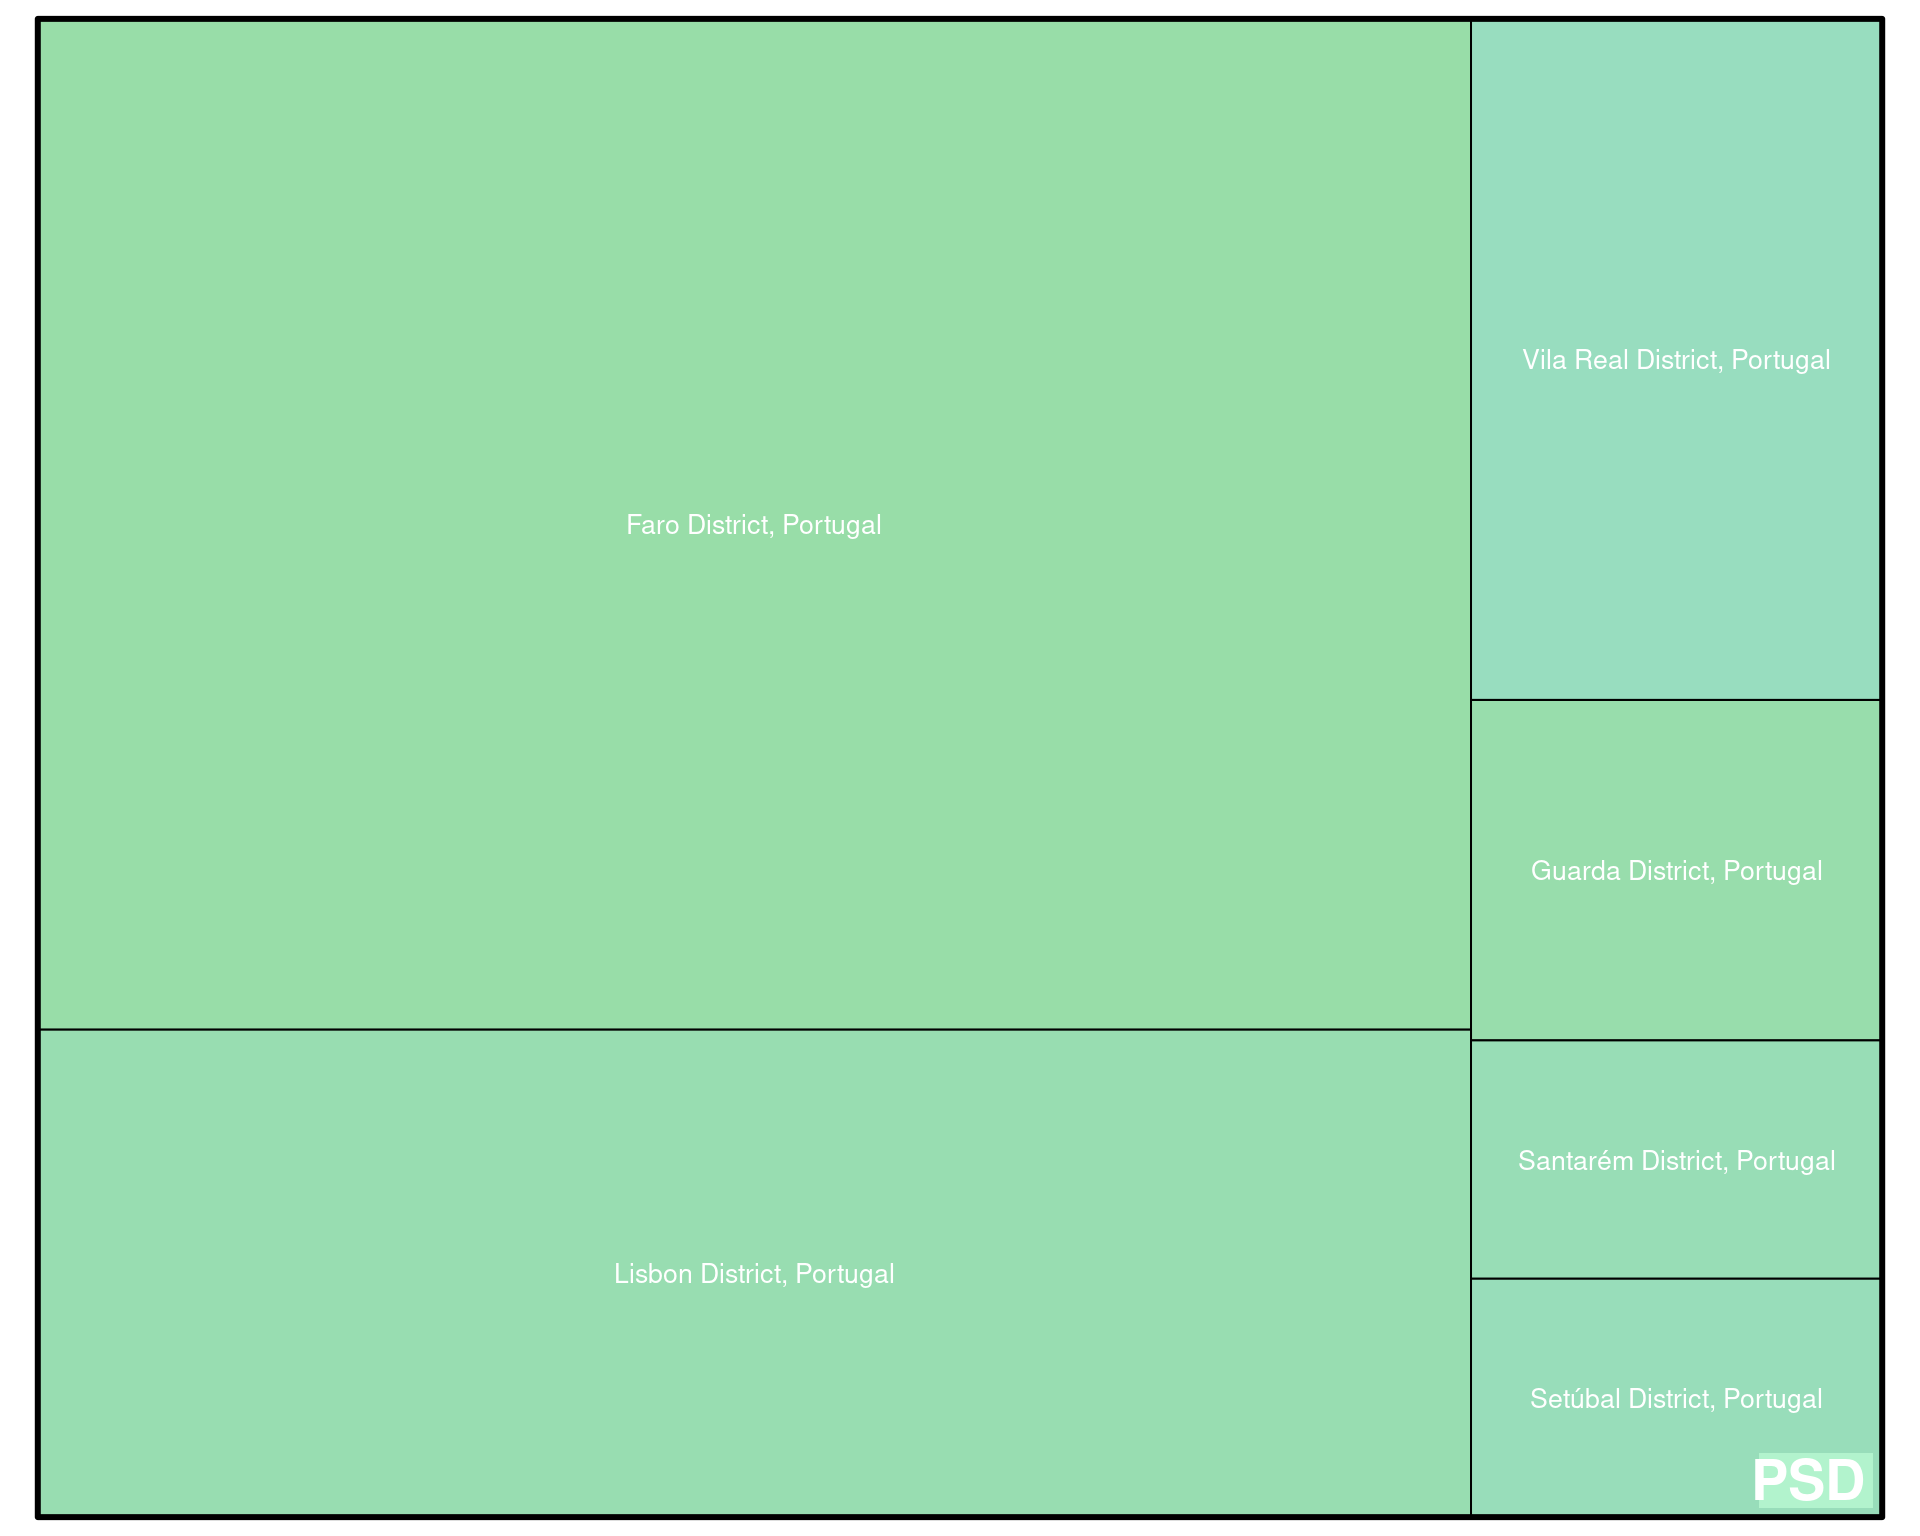 Faro District, Portugal
Lisbon District, Portugal
Vila Real District, Portugal
Guarda District, Portugal
Santarém District, Portugal
Setúbal District, Portugal
PSD